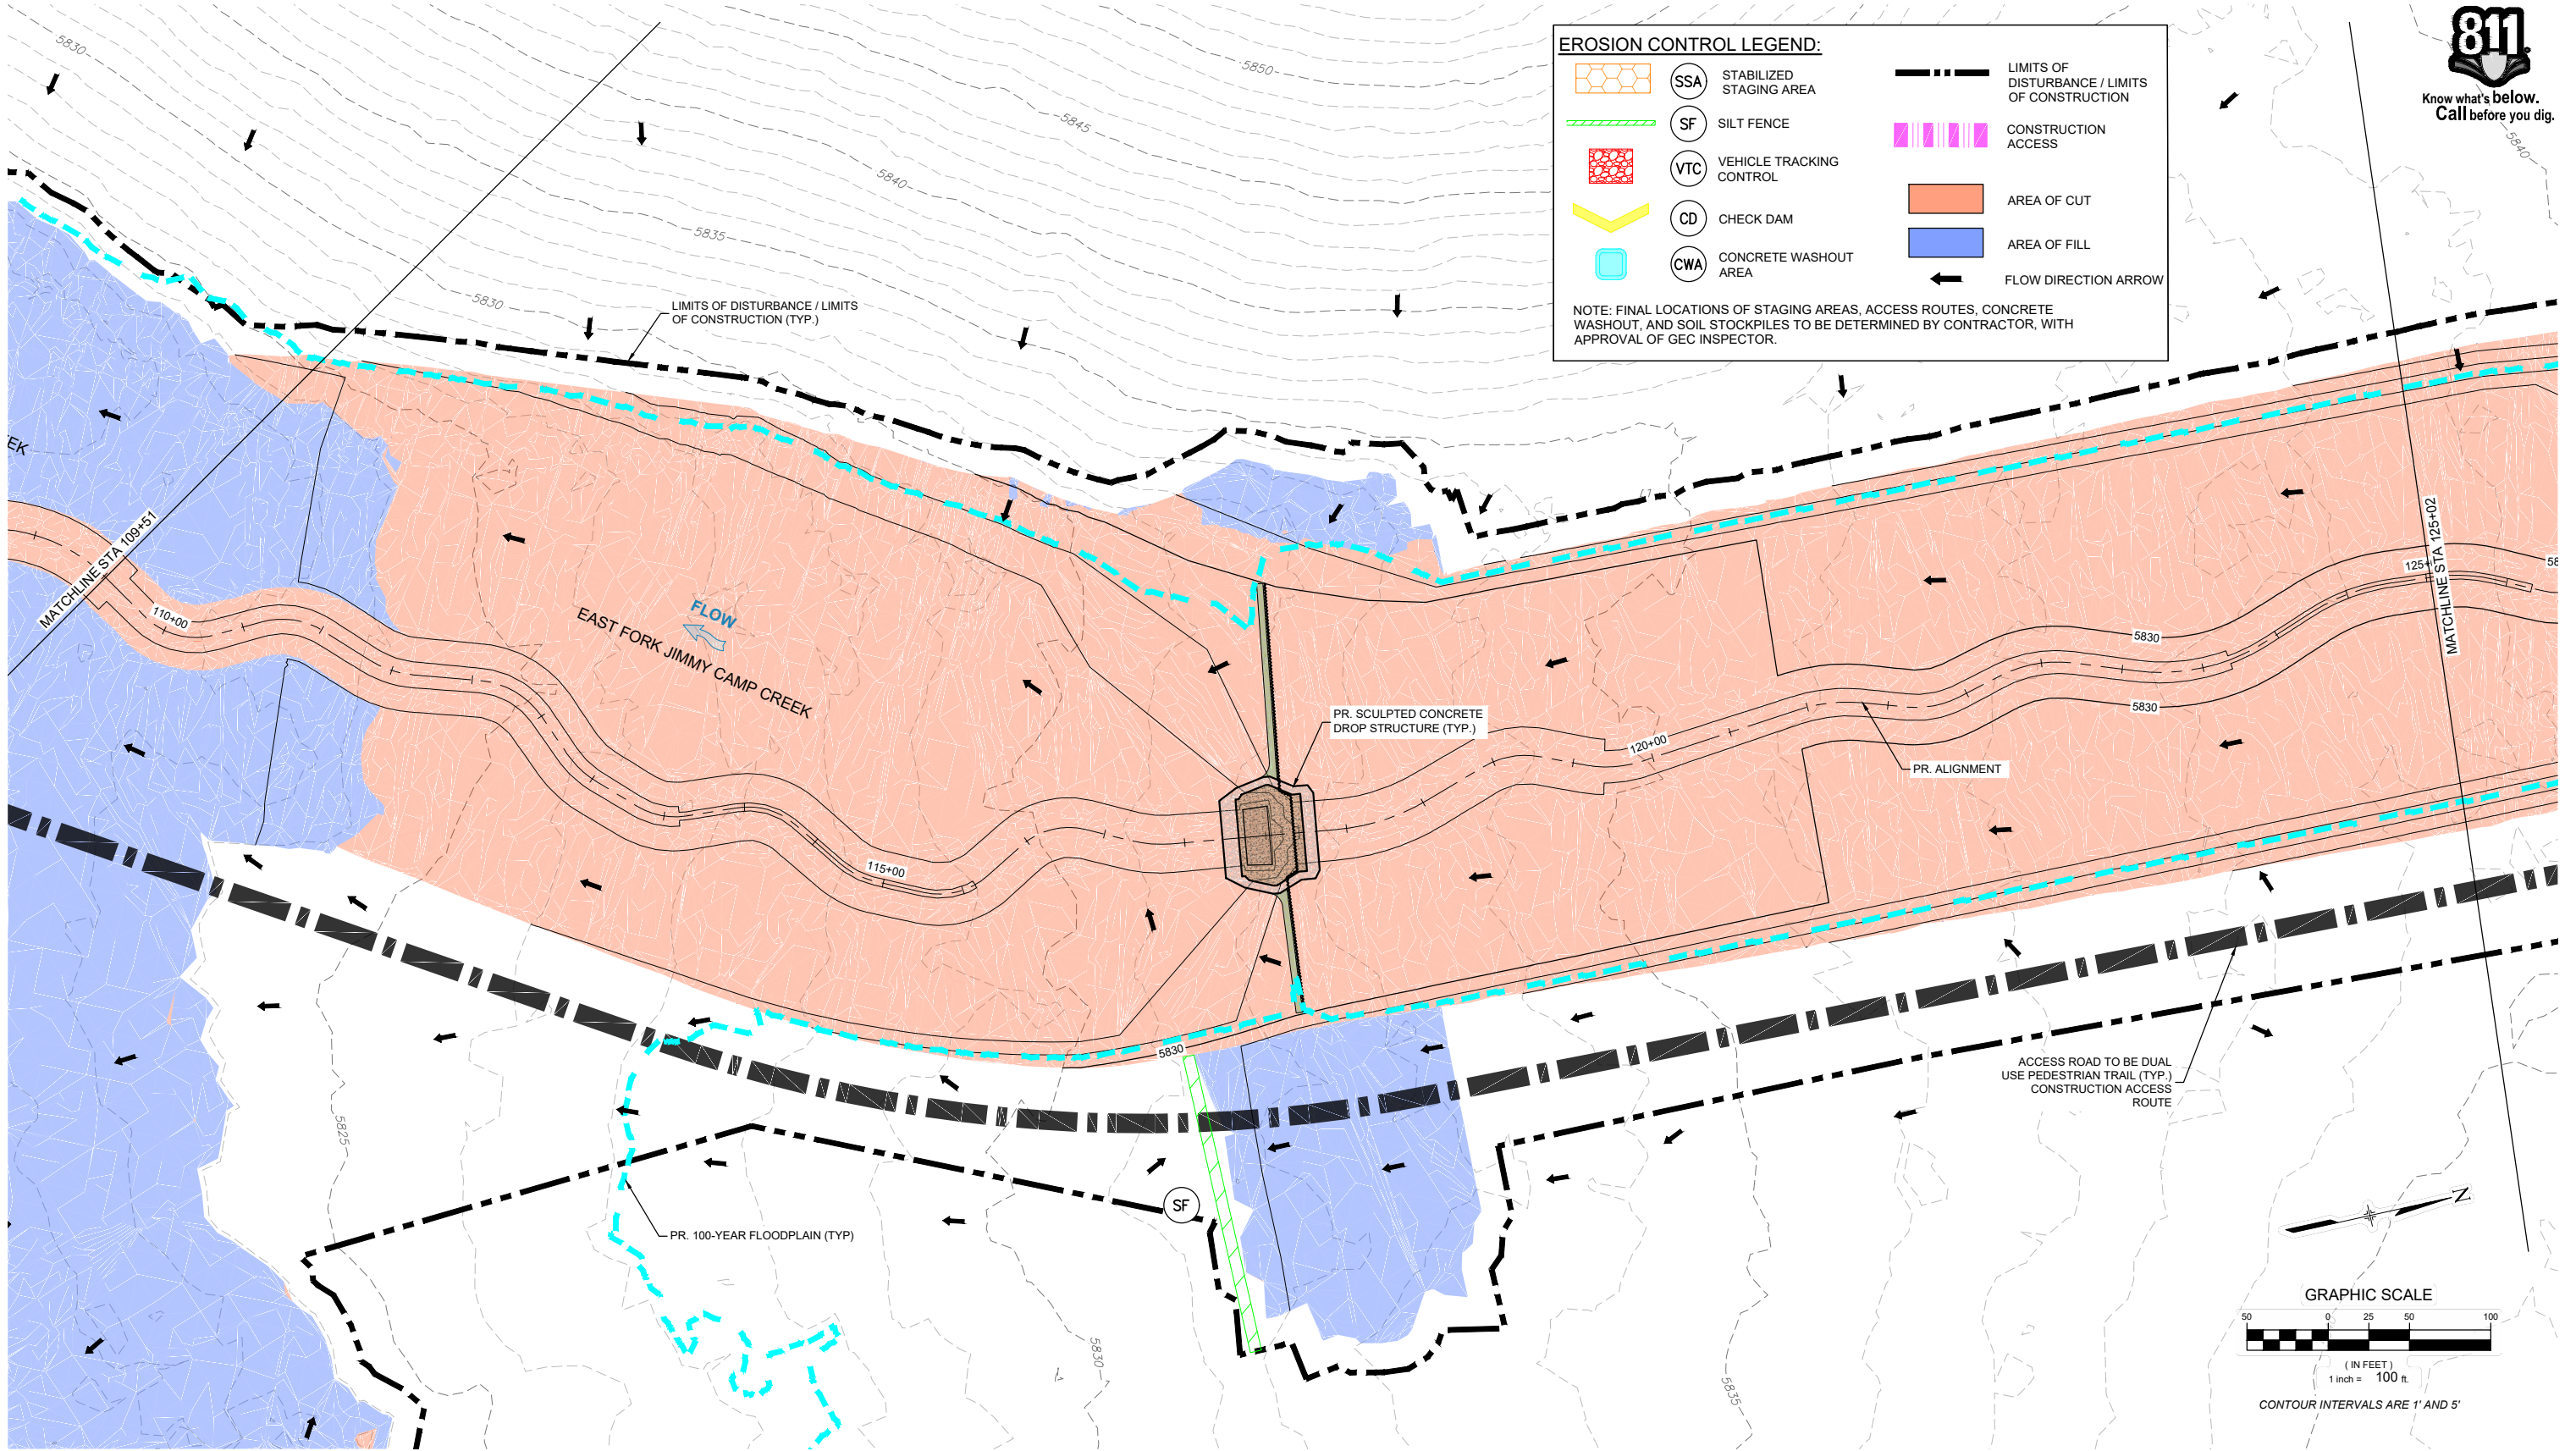 811
Know what's below.
Call before you dig.
EROSION CONTROL LEGEND:
SSA
STABILIZED
STAGING AREA
SF
SILT FENCE
VTC
VEHICLE TRACKING
CONTROL
CD
CHECK DAM
CWA
CONCRETE WASHOUT
AREA
LIMITS OF
DISTURBANCE / LIMITS
OF CONSTRUCTION
CONSTRUCTION
ACCESS
AREA OF CUT
AREA OF FILL
FLOW DIRECTION ARROW
NOTE: FINAL LOCATIONS OF STAGING AREAS, ACCESS ROUTES, CONCRETE
WASHOUT, AND SOIL STOCKPILES TO BE DETERMINED BY CONTRACTOR, WITH
APPROVAL OF GEC INSPECTOR.
5830
5850
5845
5840
5835
5830
5840
LIMITS OF DISTURBANCE / LIMITS
OF CONSTRUCTION (TYP.)
EEK
MATCHLINE STA 109+51
110+00
FLOW
EAST FORK JIMMY CAMP CREEK
PR. SCULPTED CONCRETE
DROP STRUCTURE (TYP.)
115+00
120+00
PR. ALIGNMENT
5830
5830
125+
58
MATCHLINE STA 125+02
5830
5825
ACCESS ROAD TO BE DUAL
USE PEDESTRIAN TRAIL (TYP.)
CONSTRUCTION ACCESS
ROUTE
SF
PR. 100-YEAR FLOODPLAIN (TYP)
5830
5835
N
GRAPHIC SCALE
50 0 25 50 100
( IN FEET )
1 inch = 100 ft.
CONTOUR INTERVALS ARE 1' AND 5'